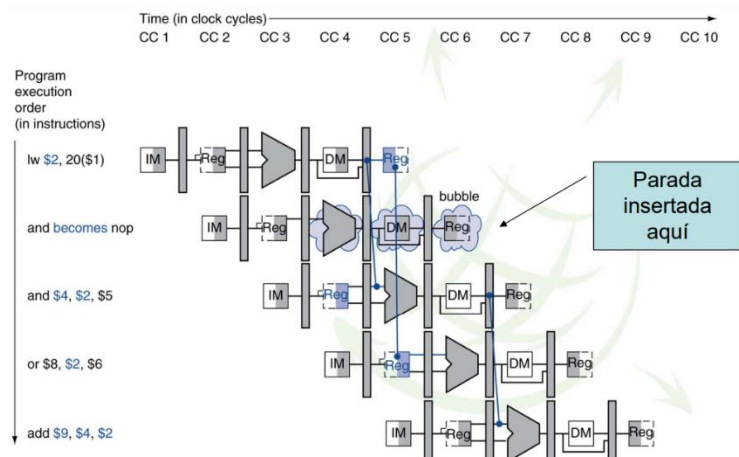 Time (in clock cycles)
CC 1 CC 2 CC 3 CC 4 CC 5 CC 6 CC 7 CC 8 CC 9 CC 10
Program
execution
order
(in instructions)
lw $2, 20($1)
IM Reg DM Reg
Parada
insertada
aquí
bubble
and becomes nop
IM Reg DM Reg
and $4, $2, $5
IM Reg DM Reg
or $8, $2, $6
IM Reg DM Reg
add $9, $4, $2
IM Reg DM Reg